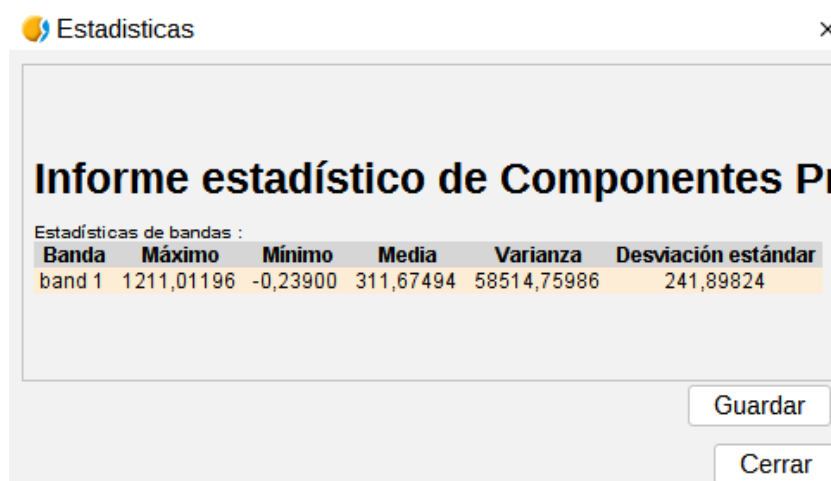 Estadisticas
Informe estadístico de Componentes Pr
Estadísticas de bandas :
Banda Máximo Mínimo Media Varianza Desviación estándar
band 1 1211,01196 -0,23900 311,67494 58514,75986 241,89824
Guardar
Cerrar